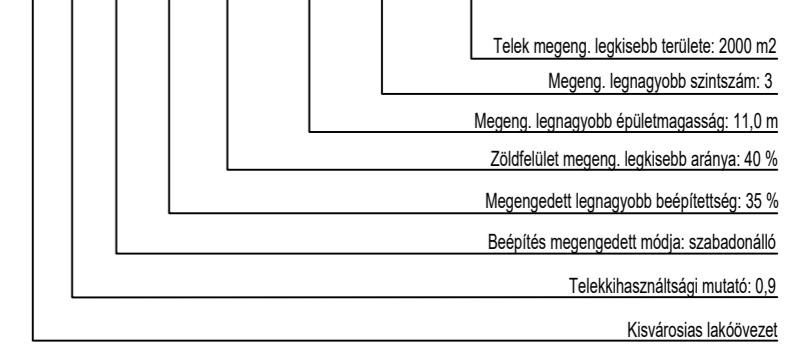 Telek megeng. legkisebb területe: 2000 m2
Megeng. legnagyobb szintszám: 3
Megeng. legnagyobb épületmagasság: 11,0 m
Zöldfelület megeng. legkisebb aránya: 40 %
Megengedett legnagyobb beépítettség: 35 %
Beépítés megengedett módja: szabadonálló
Telekkihasználtsági mutató: 0,9
Kisvárosias lakóövezet